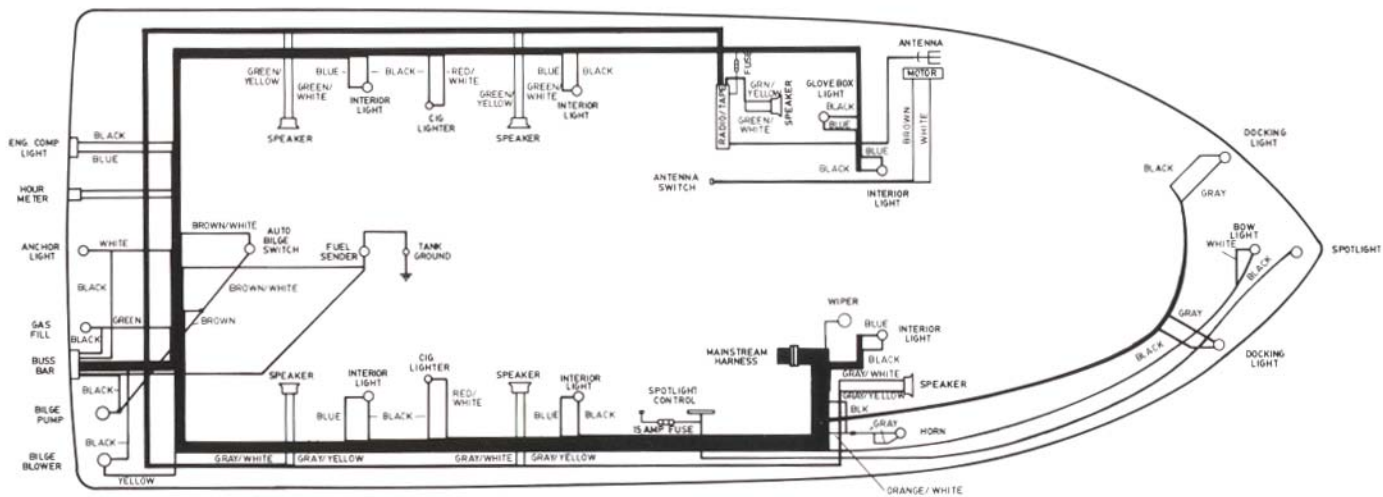 ANTENNA
MOTOR
FUSE
GREEN/
YELLOW
GREEN/
WHITE
BLUE
BLACK
RED/
WHITE
INTERIOR
LIGHT
CIG
LIGHTER
GREEN/
YELLOW
GREEN/
WHITE
BLUE
BLACK
INTERIOR
LIGHT
SPEAKER
SPEAKER
RADIO/TAPE
GRN/
YELLOW
GREEN/
WHITE
SPEAKER
GLOVEBOX
LIGHT
BLACK
BLUE
BROWN
WHITE
BLUE
BLACK
INTERIOR
LIGHT
ANTENNA
SWITCH
DOCKING
LIGHT
BLACK
GRAY
BLACK
ENG COMP
LIGHT
BLUE
HOUR
METER
BROWN/WHITE
AUTO
BILGE
SWITCH
FUEL
SENDER
TANK
GROUND
ANCHOR
LIGHT
WHITE
BLACK
BROWN/WHITE
BROWN
BOW
LIGHT
WHITE
BLACK
SPOTLIGHT
GAS
FILL
GREEN
BLACK
BUSS
BAR
WIPER
BLUE
INTERIOR
LIGHT
BLACK
MAINSTREAM
HARNESS
GRAY
BLACK
DOCKING
LIGHT
GRAY/WHITE
SPEAKER
GRAY/YELLOW
BLK
GRAY
HORN
ORANGE/WHITE
BLACK
BILGE
PUMP
BLACK
BILGE
BLOWER
YELLOW
SPEAKER
INTERIOR
LIGHT
CIG
LIGHTER
BLUE
BLACK
RED/
WHITE
SPEAKER
INTERIOR
LIGHT
BLUE
BLACK
SPOTLIGHT
CONTROL
15 AMP FUSE
GRAY/WHITE
GRAY/YELLOW
GRAY/WHITE
GRAY/YELLOW